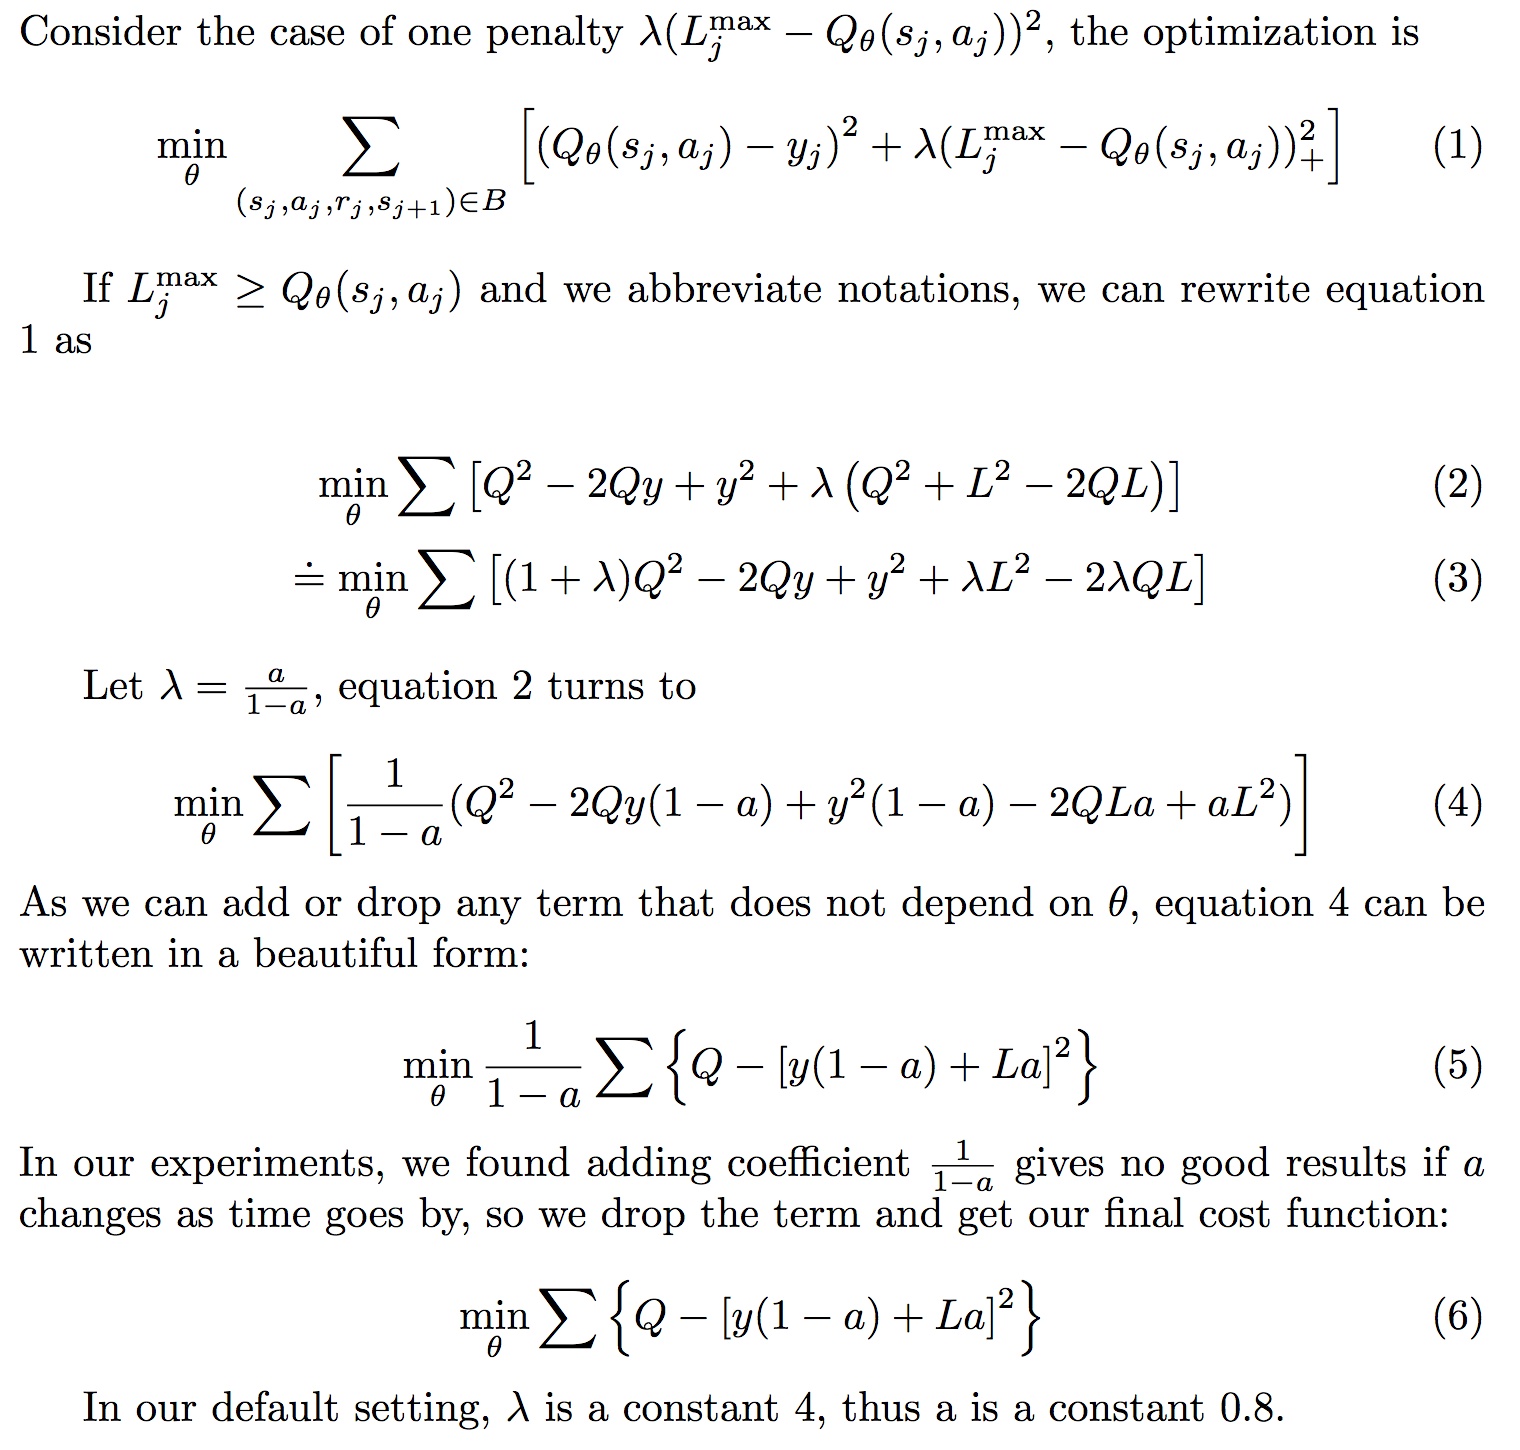 Consider the case of one penalty $\lambda(L_j^{\max} - Q_\theta(s_j, a_j))^2$, the optimization is
$$\min_\theta \sum_{(s_j,a_j,r_j,s_{j+1})\in B} \left[ (Q_\theta(s_j, a_j) - y_j)^2 + \lambda(L_j^{\max} - Q_\theta(s_j, a_j))_+^2 \right] \quad (1)$$
If $L_j^{\max} \geq Q_\theta(s_j, a_j)$ and we abbreviate notations, we can rewrite equation
1 as
$$\min_\theta \sum \left[ Q^2 - 2Qy + y^2 + \lambda \left( Q^2 + L^2 - 2QL \right) \right] \quad (2)$$
$$\doteq \min_\theta \sum \left[ (1 + \lambda)Q^2 - 2Qy + y^2 + \lambda L^2 - 2\lambda QL \right] \quad (3)$$
Let $\lambda = \frac{a}{1-a}$, equation 2 turns to
$$\min_\theta \sum \left[ \frac{1}{1-a} (Q^2 - 2Qy(1-a) + y^2(1-a) - 2QLa + aL^2) \right] \quad (4)$$
As we can add or drop any term that does not depend on $\theta$, equation 4 can be
written in a beautiful form:
$$\min_\theta \frac{1}{1-a} \sum \left\{ Q - [y(1-a) + La]^2 \right\} \quad (5)$$
In our experiments, we found adding coefficient $\frac{1}{1-a}$ gives no good results if $a$
changes as time goes by, so we drop the term and get our final cost function:
$$\min_\theta \sum \left\{ Q - [y(1-a) + La]^2 \right\} \quad (6)$$
In our default setting, $\lambda$ is a constant 4, thus a is a constant 0.8.